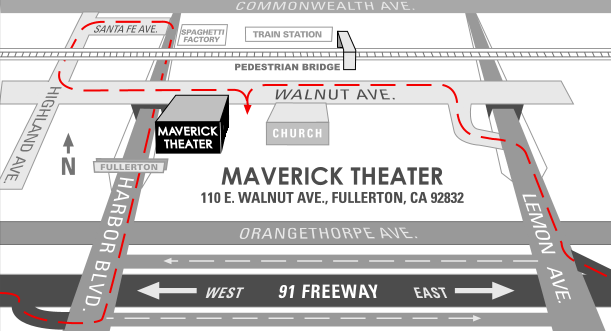 COMMONWEALTH AVE.
SANTA FE AVE.
SPAGHETTI
FACTORY
TRAIN STATION
PEDESTRIAN BRIDGE
HIGHLAND AVE.
WALNUT AVE.
MAVERICK
THEATER
CHURCH
N
FULLERTON
MAVERICK THEATER
110 E. WALNUT AVE., FULLERTON, CA 92832
HARBOR BLVD.
LEMON AVE.
ORANGETHORPE AVE.
WEST 91 FREEWAY EAST